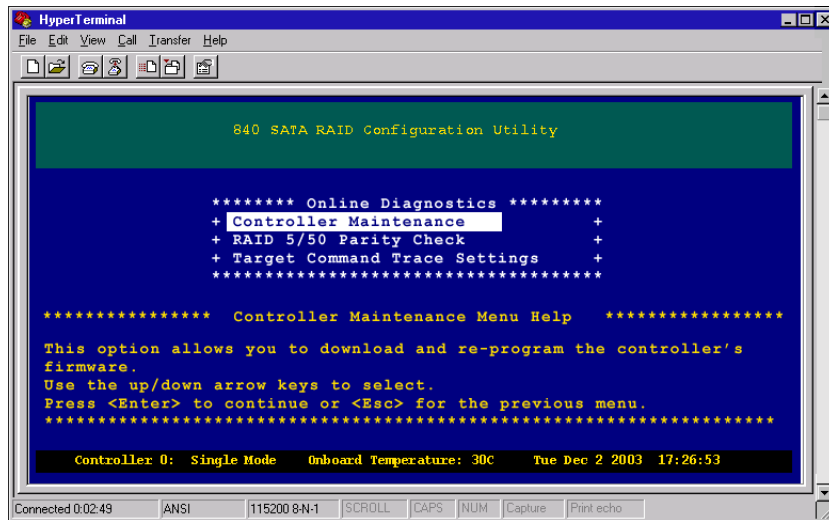 HyperTerminal
File Edit View Call Transfer Help
840 SATA RAID Configuration Utility
******** Online Diagnostics *********
+ Controller Maintenance +
+ RAID 5/50 Parity Check +
+ Target Command Trace Settings +
*************************************
**************** Controller Maintenance Menu Help *****************
This option allows you to download and re-program the controller's
firmware.
Use the up/down arrow keys to select.
Press <Enter> to continue or <Esc> for the previous menu.
*******************************************************************
Controller 0: Single Mode Onboard Temperature: 30C Tue Dec 2 2003 17:26:53
Connected 0:02:49 ANSI 115200 8-N-1 SCROLL CAPS NUM Capture Print echo